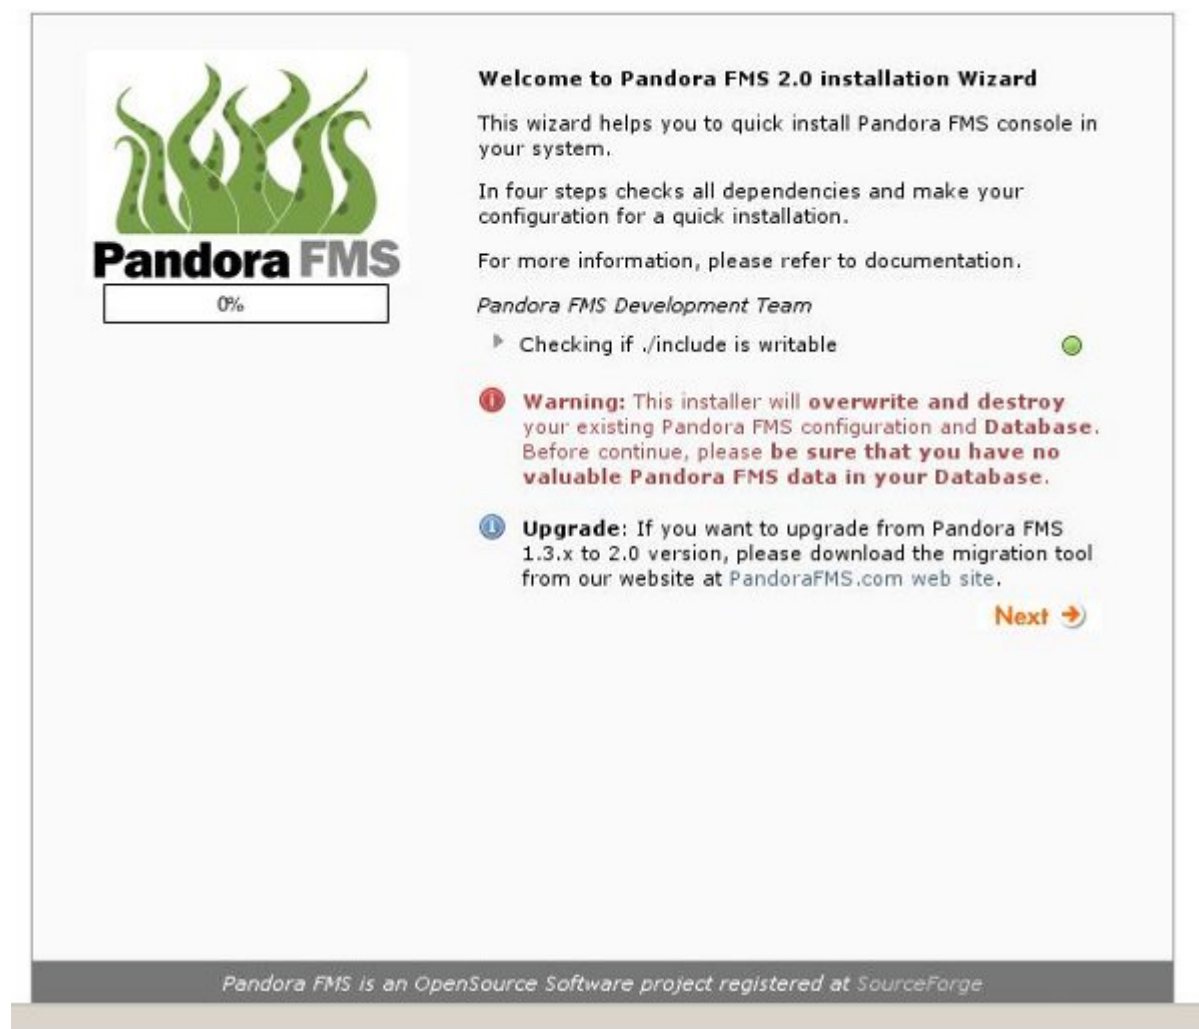 Pandora FMS
0%
Welcome to Pandora FMS 2.0 installation Wizard
This wizard helps you to quick install Pandora FMS console in
your system.
In four steps checks all dependencies and make your
configuration for a quick installation.
For more information, please refer to documentation.
Pandora FMS Development Team
Checking if ./include is writable
Warning: This installer will overwrite and destroy
your existing Pandora FMS configuration and Database.
Before continue, please be sure that you have no
valuable Pandora FMS data in your Database.
Upgrade: If you want to upgrade from Pandora FMS
1.3.x to 2.0 version, please download the migration tool
from our website at PandoraFMS.com web site.
Next
Pandora FMS is an OpenSource Software project registered at SourceForge